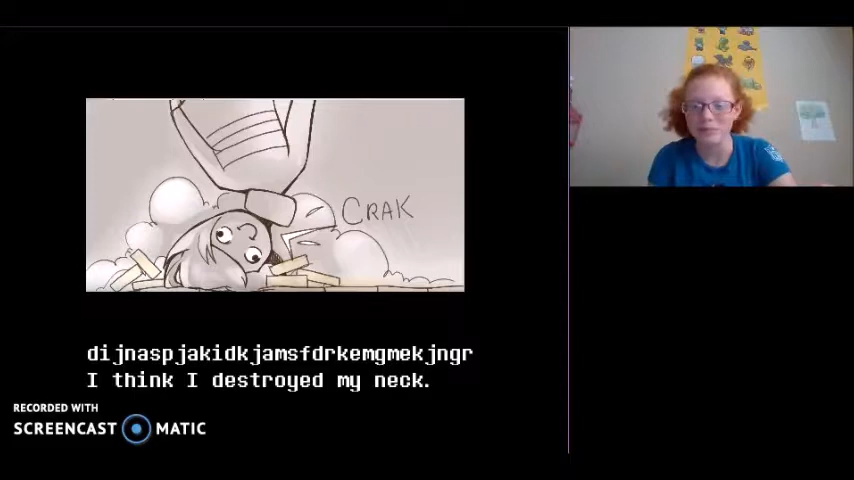 CRAK
dijnaspjakidkjamsfdrkemgmekjngr
I think I destroyed my neck.
RECORDED WITH
SCREENCAST MATIC